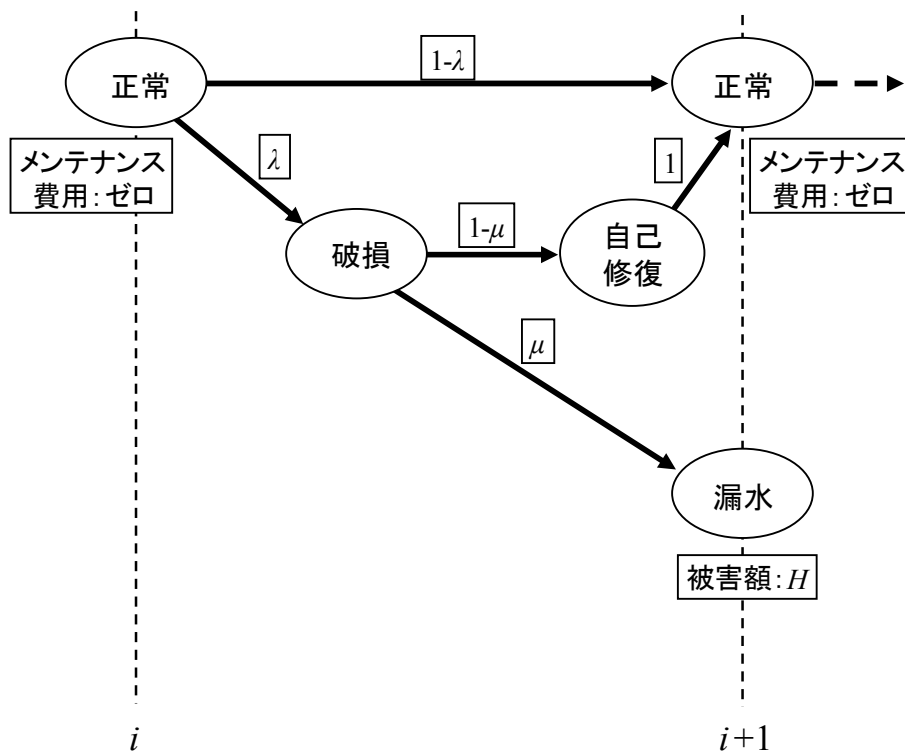 1-λ
正常
正常
メンテナンス
費用：ゼロ
λ
1
メンテナンス
費用：ゼロ
破損
1-μ
自己
修復
μ
漏水
被害額：H
i
i+1